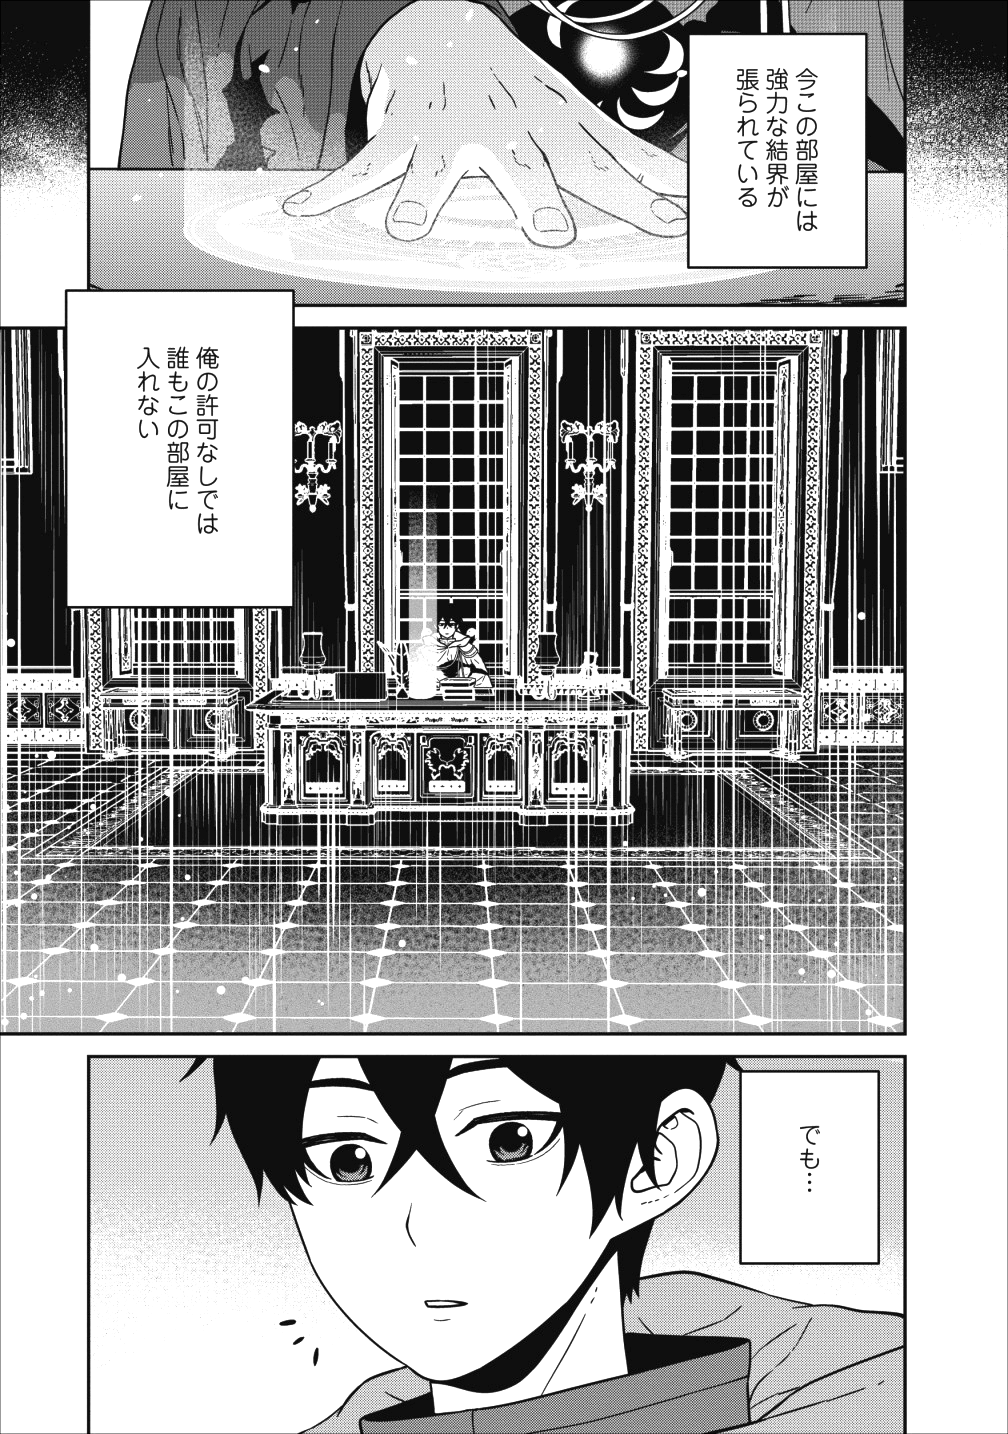 今この部屋には
強力な結界が
張られている
俺の許可なしでは
誰もこの部屋に
入れない
でも…